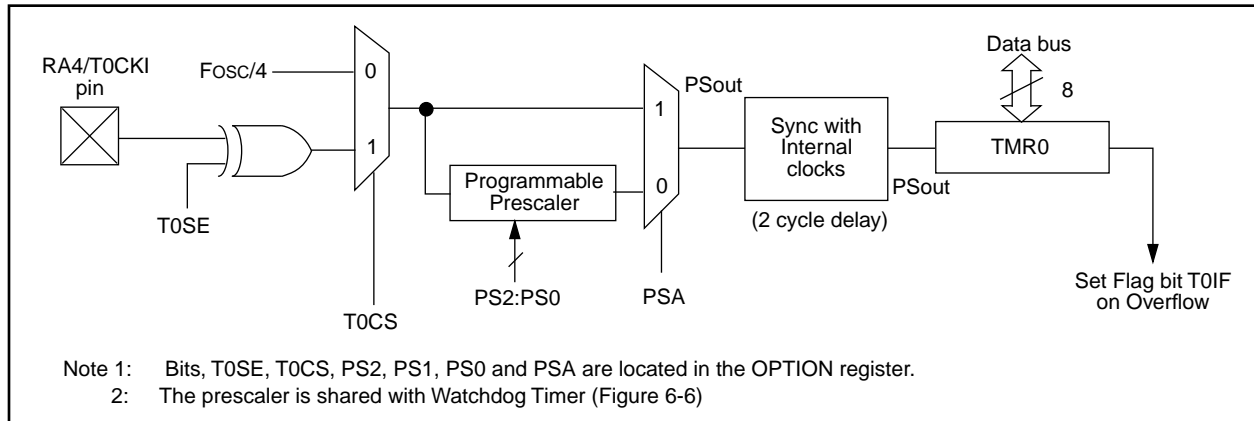 Data bus
RA4/T0CKI
pin
FOSC/4
0
PSout
8
1
1
Sync with
Internal
clocks
TMR0
Programmable
Prescaler
0
PSout
T0SE
(2 cycle delay)
PS2:PS0
PSA
Set Flag bit T0IF
on Overflow
T0CS
Note 1: Bits, T0SE, T0CS, PS2, PS1, PS0 and PSA are located in the OPTION register.
2: The prescaler is shared with Watchdog Timer (Figure 6-6)